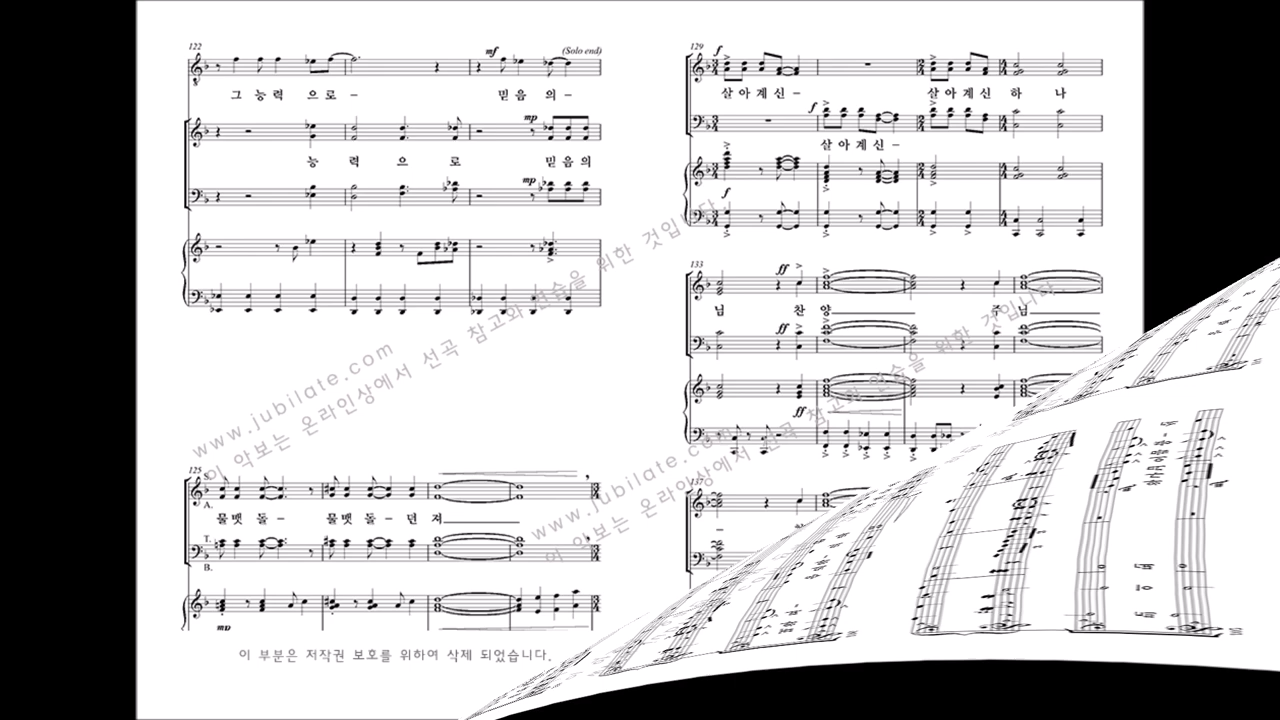 122
mf
(Solo end)
그 능력 으로– 믿음 의–
mp
능 력 으 로 믿음의
mp
www.jubilate.com
이 악보는 온라인상에서 선곡 참고와 연습을 위한 것입니다.
125
A.
물맷 돌– 물맷 돌–던 져
T.
B.
mp
이 부분은 저작권 보호를 위하여 삭제 되었습니다.
129
f
살아계신– 살아계신 하 나
f
살아계신–
f
133
ff
님 찬 양 주 님
ff
ff
www.jubilate.com
이 악보는 온라인상에서 선곡 참고와 연습을 위한 것입니다.
137